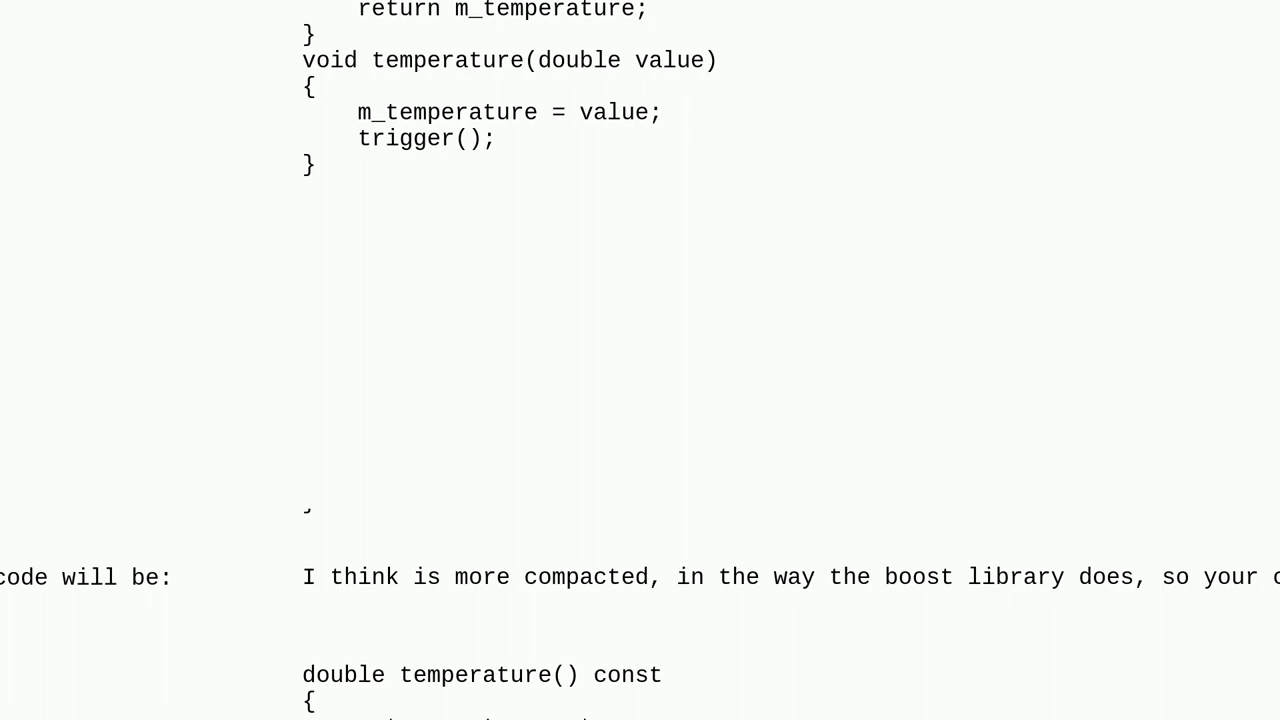 return m_temperature;
}
void temperature(double value)
{
m_temperature = value;
trigger();
}
}
code will be:
I think is more compacted, in the way the boost library does, so your
double temperature() const
{